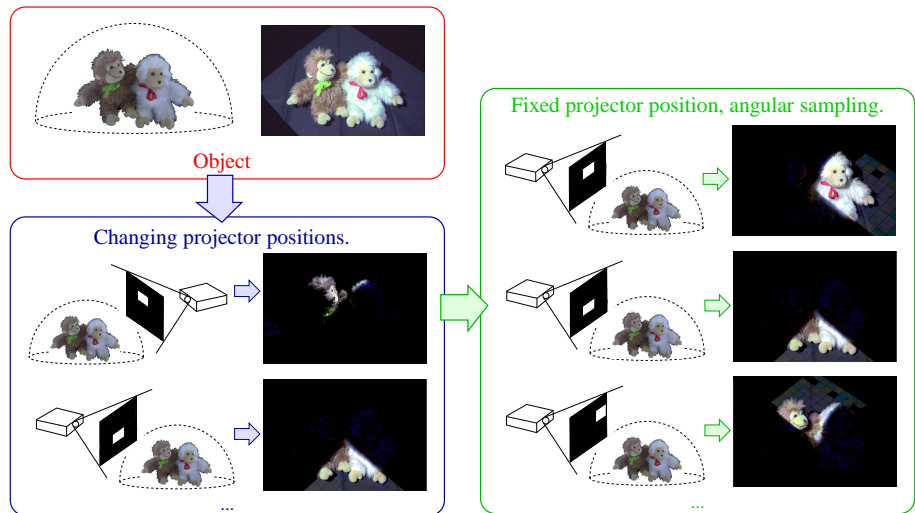 Object
Changing projector positions.
...
Fixed projector position, angular sampling.
...